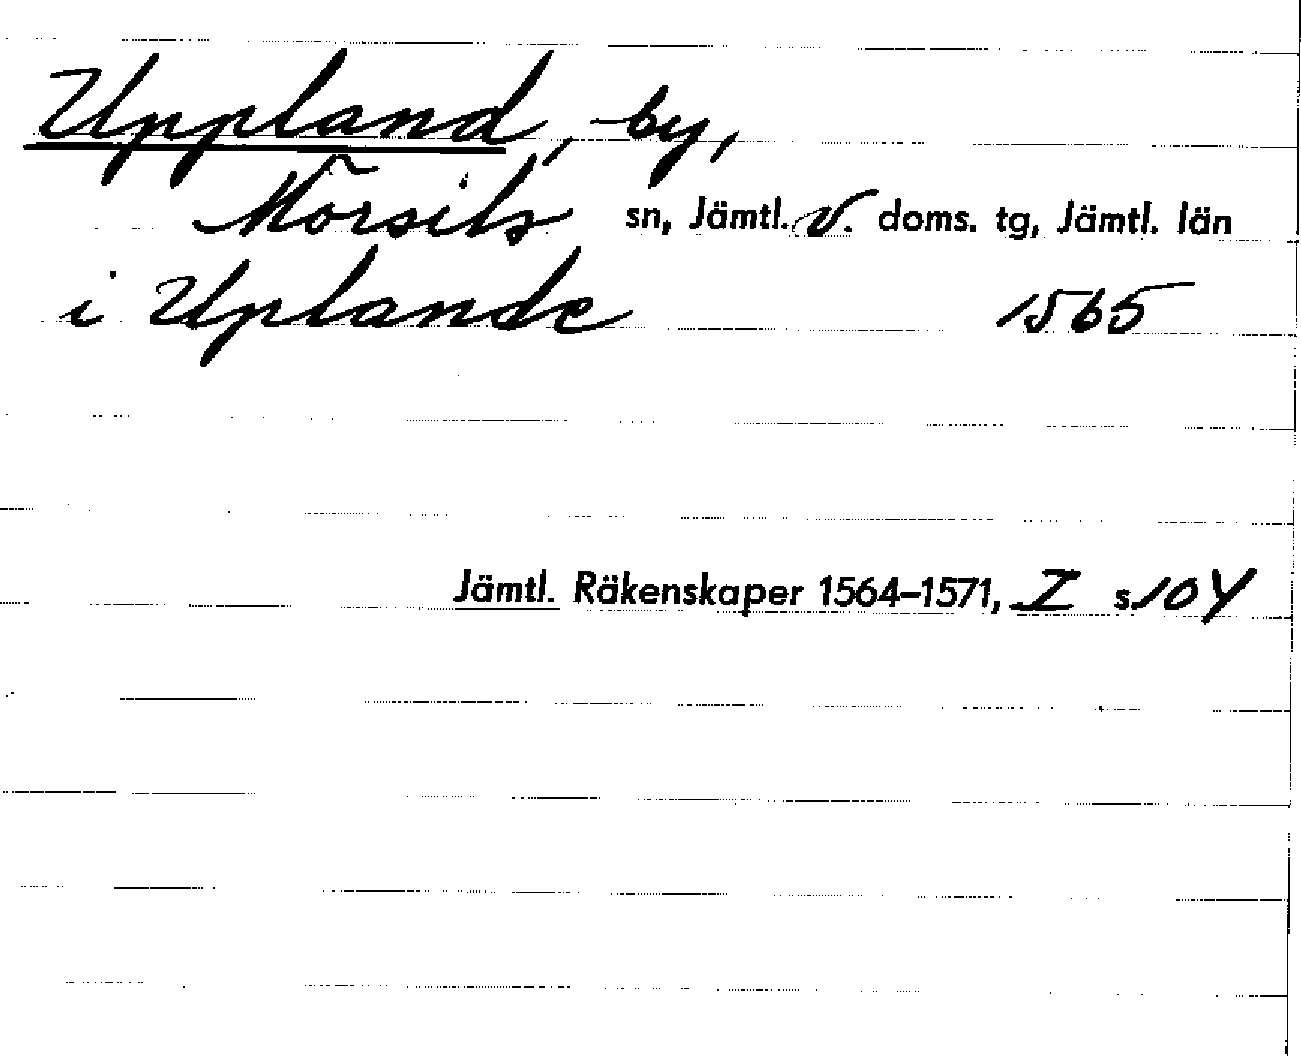 Uppland, by,
Mörsils sn, Jämtl. v. doms. tg, Jämtl. län
i Uplande 1565
Jämtl. Räkenskaper 1564–1571, I s. 104